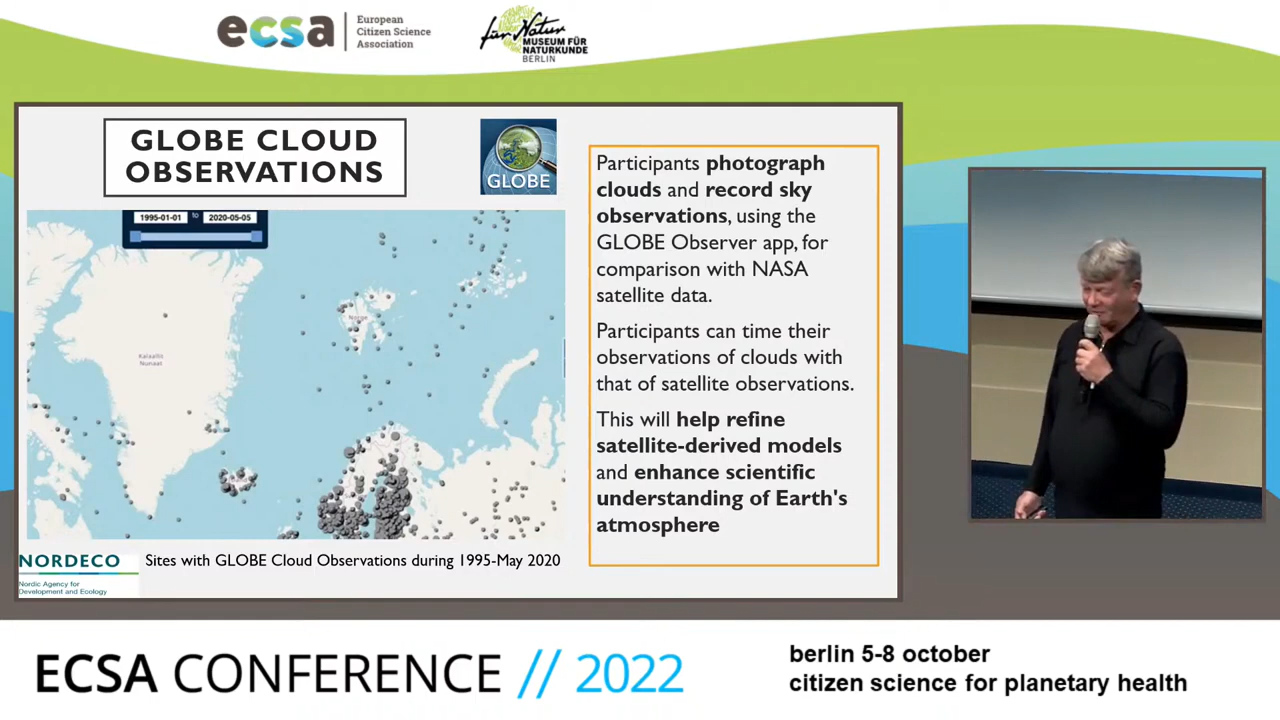 ecsa
European
Citizen Science
Association
für Natur
MUSEUM FÜR
NATURKUNDE
BERLIN
GLOBE CLOUD
OBSERVATIONS
GLOBE
1995-01-01 to 2020-05-05
Norge
Kalaallit
Nunaat
Participants photograph
clouds and record sky
observations, using the
GLOBE Observer app, for
comparison with NASA
satellite data.
Participants can time their
observations of clouds with
that of satellite observations.
This will help refine
satellite-derived models
and enhance scientific
understanding of Earth's
atmosphere
NORDECO
Nordic Agency for
Development and Ecology
Sites with GLOBE Cloud Observations during 1995-May 2020
ECSA CONFERENCE // 2022
berlin 5-8 october
citizen science for planetary health